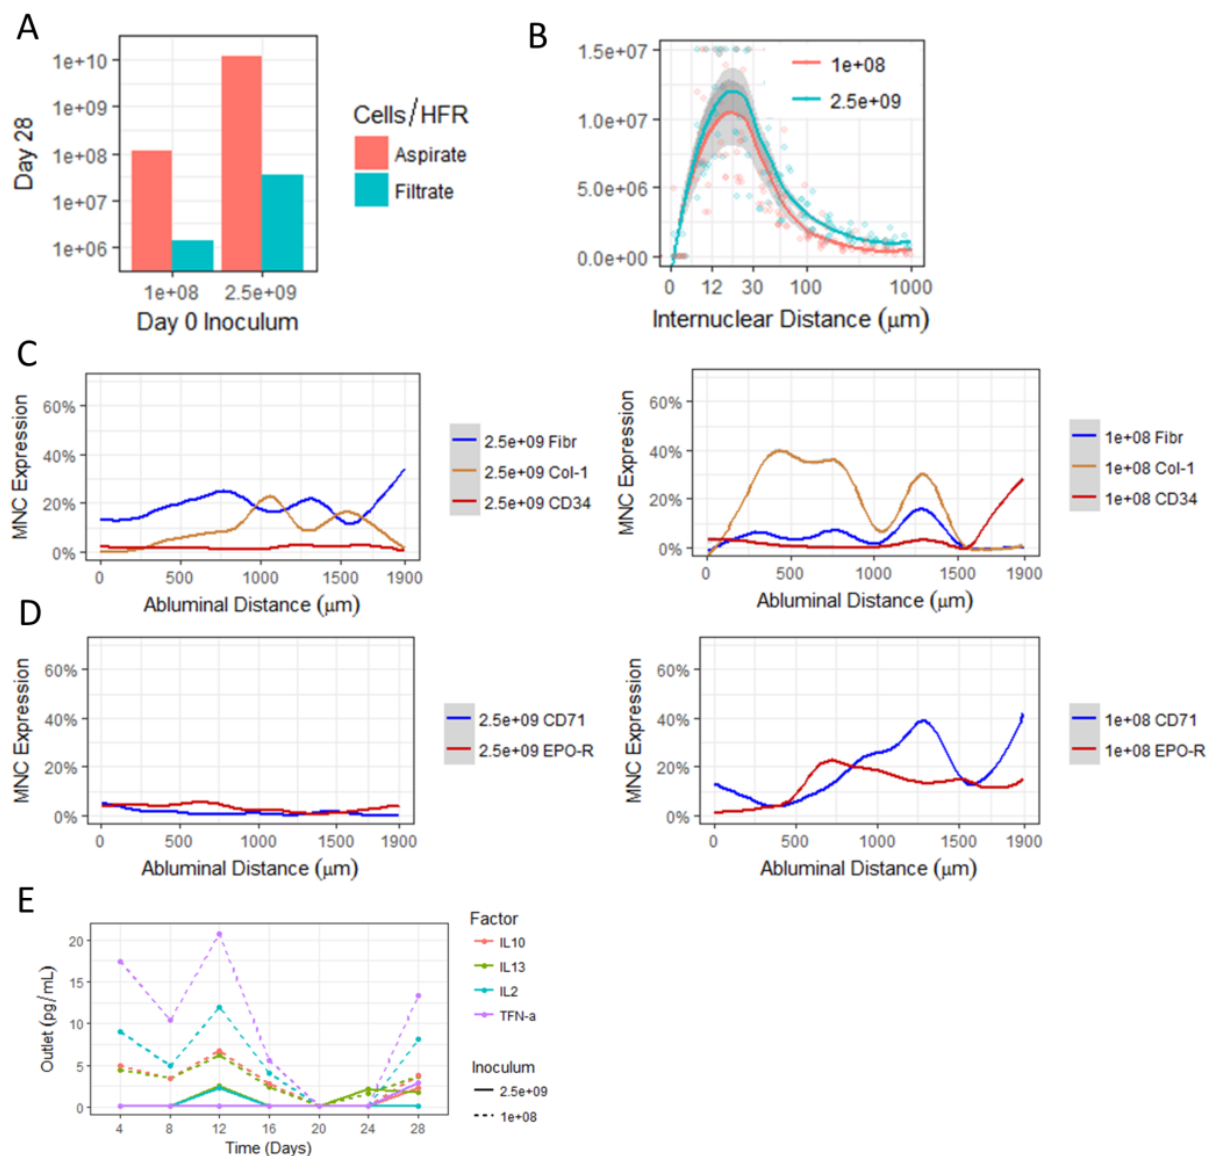 A
Day 28
1e+10
1e+09
1e+08
1e+07
1e+06
1e+08 2.5e+09
Day 0 Inoculum
Cells/HFR
Aspirate
Filtrate
B
1.5e+07
1.0e+07
5.0e+06
0.0e+00
1e+08
2.5e+09
0 12 30 100 1000
Internuclear Distance (μm)
C
MNC Expression
60%
40%
20%
0%
0 500 1000 1500 1900
Abluminal Distance (μm)
2.5e+09 Fibr
2.5e+09 Col-1
2.5e+09 CD34
MNC Expression
60%
40%
20%
0%
0 500 1000 1500 1900
Abluminal Distance (μm)
1e+08 Fibr
1e+08 Col-1
1e+08 CD34
D
MNC Expression
60%
40%
20%
0%
0 500 1000 1500 1900
Abluminal Distance (μm)
2.5e+09 CD71
2.5e+09 EPO-R
MNC Expression
60%
40%
20%
0%
0 500 1000 1500 1900
Abluminal Distance (μm)
1e+08 CD71
1e+08 EPO-R
E
Outlet (pg/mL)
20
15
10
5
0
4 8 12 16 20 24 28
Time (Days)
Factor
IL10
IL13
IL2
TFN-a
Inoculum
2.5e+09
1e+08